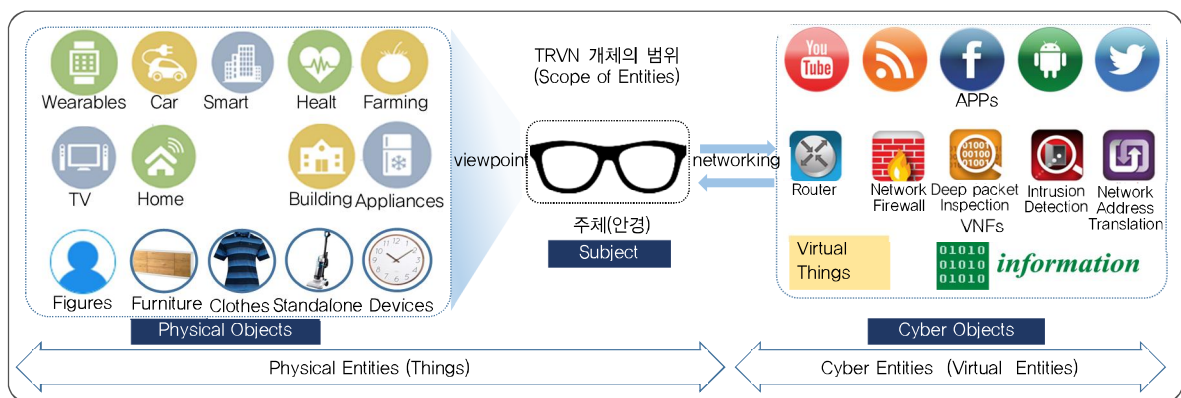 TRVN 개체의 범위
(Scope of Entities)
Wearables
Car
Smart
Healt
Farming
TV
Home
Building
Appliances
Figures
Furniture
Clothes
Standalone
Devices
Physical Objects
viewpoint
networking
주체(안경)
Subject
You
Tube
f
APPs
Router
Network
Firewall
01001
00100
01001
Deep packet
Inspection
Intrusion
Detection
Network
Address
Translation
VNFs
Virtual
Things
01010
01010
01010
information
Cyber Objects
Physical Entities (Things)
Cyber Entities (Virtual Entities)